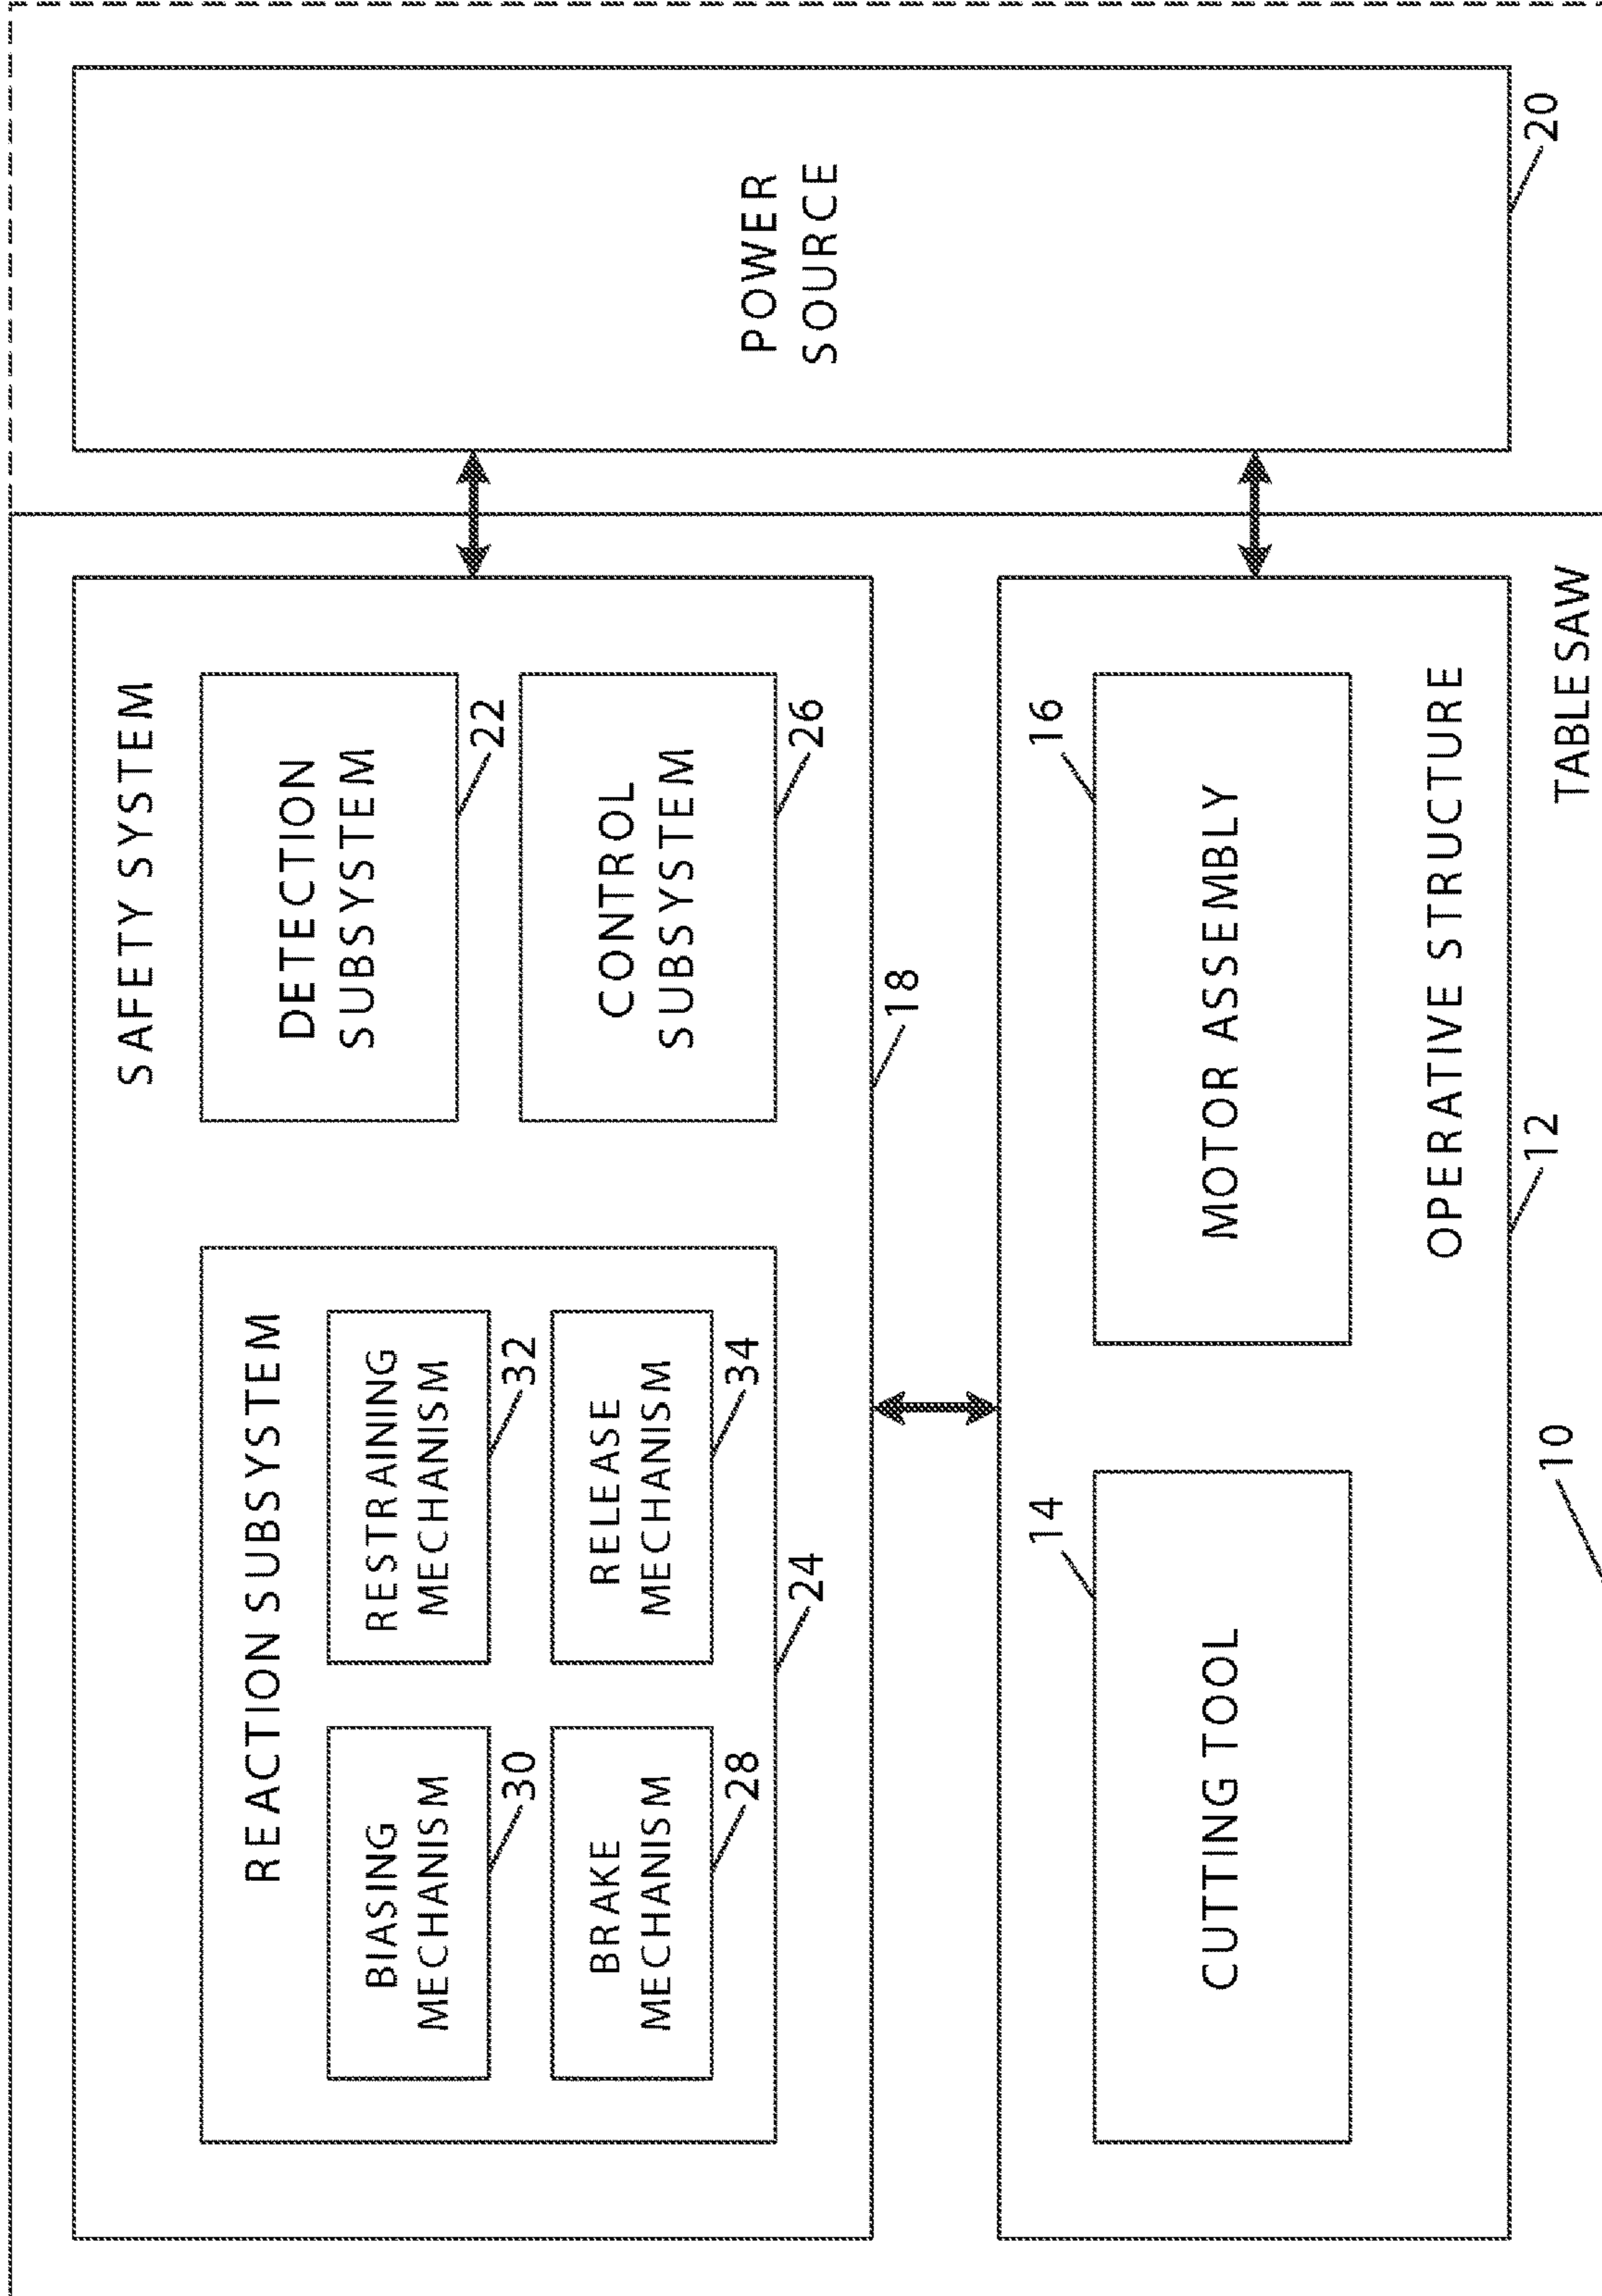 SAFETY SYSTEM
REACTION SUBSYSTEM
BIASING
MECHANISM
30
RESTRAINING
MECHANISM
32
BRAKE
MECHANISM
28
RELEASE
MECHANISM
34
24
DETECTION
SUBSYSTEM
22
CONTROL
SUBSYSTEM
26
18
POWER
SOURCE
20
14
CUTTING TOOL
16
MOTOR ASSEMBLY
OPERATIVE STRUCTURE
12
10
TABLE SAW